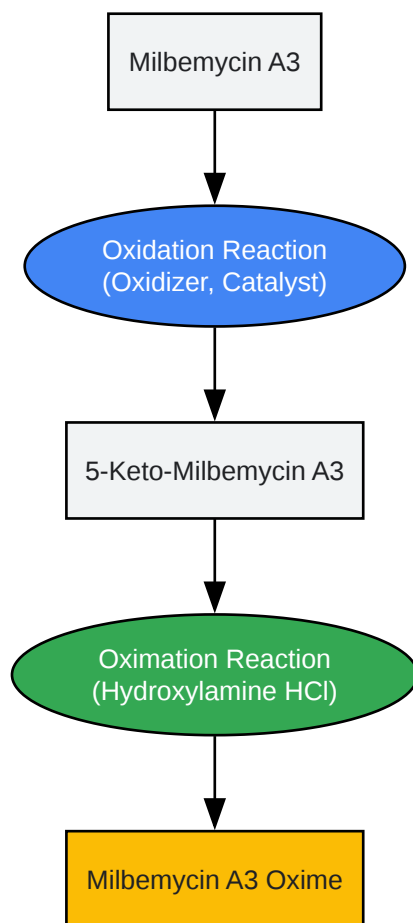 Milbemycin A3
Oxidation Reaction
(Oxidizer, Catalyst)
5-Keto-Milbemycin A3
Oximation Reaction
(Hydroxylamine HCl)
Milbemycin A3 Oxime